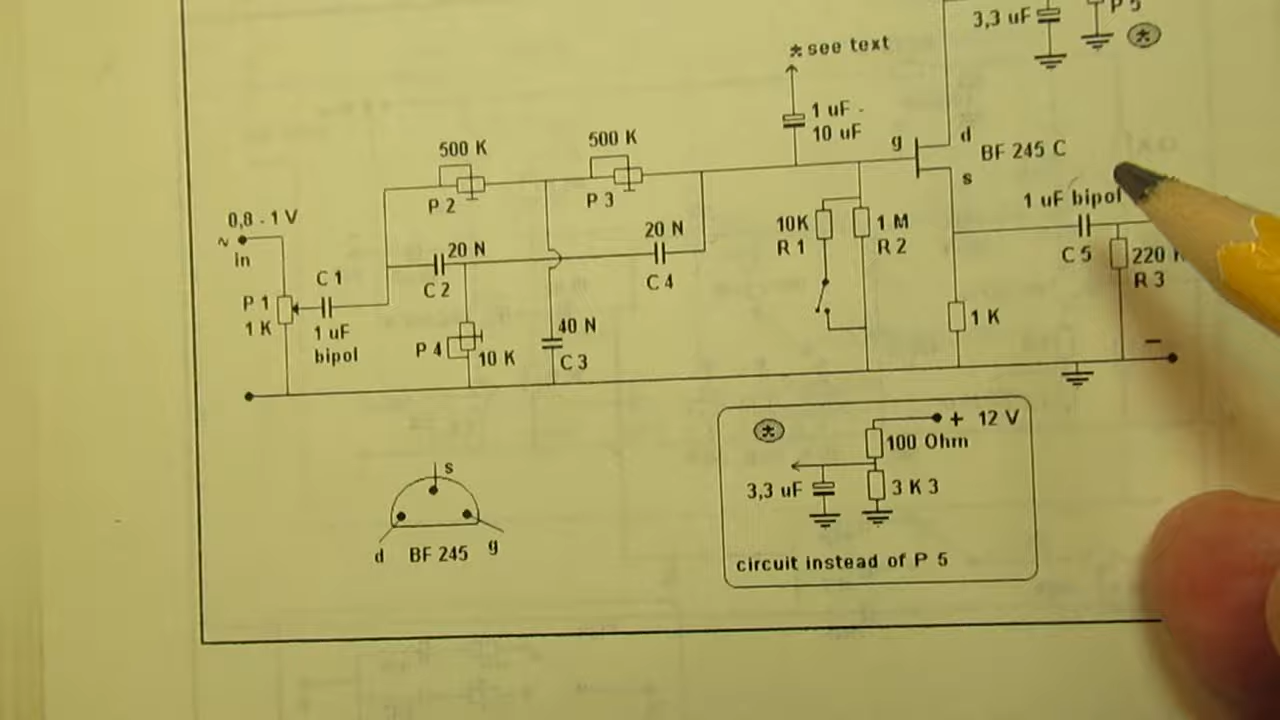 3,3 uF
P 5
*
* see text
1 uF -
10 uF
500 K
500 K
g
d
BF 245 C
s
P 2
P 3
1 uF bipol
0,8 - 1 V
~
in
20 N
20 N
10K
R 1
1 M
R 2
C 1
C 2
C 4
C 5
220
R 3
P 1
1 K
1 uF
bipol
P 4
10 K
40 N
C 3
1 K
–
*
+ 12 V
100 Ohm
s
3,3 uF
3 K 3
d
BF 245
g
circuit instead of P 5